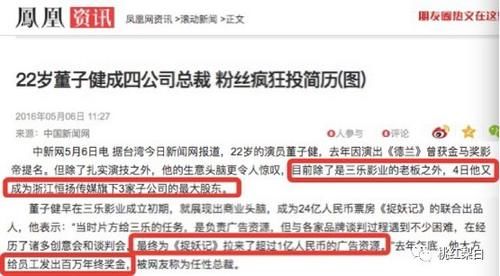 鳳凰 资讯
凤凰网资讯>滚动新闻>正文
朋友圈热文在这
22岁董子健成四公司总裁 粉丝疯狂投简历(图)
2016年05月06日 11:27
来源:中国新闻网
0人参与
0评论
中新网5月6日电 据台湾今日新闻网报道,22岁的演员董子健,去年因演出《德兰》曾获金马奖影
帝提名。但除了扎实演技之外,他的生意头脑更令人惊叹,目前除了是三乐影业的老板之外,4日他又
成为浙江恒扬传媒旗下3家子公司的最大股东。
董子健早在三乐影业成立初期,就展现出商业头脑,成为24亿人民币票房《捉妖记》的联合出品
人,他表示:“当时片方给三乐的任务,是负责广告资源,但与各家品牌谈判过程遇到不少困难,在经
历了诸多创意会和谈判会,最终为《捉妖记》拉来了超过1亿人民币的广告资源。”去年
他大方
给员工发出百万年终奖金,被网友称为任性总裁。
桃红梨白